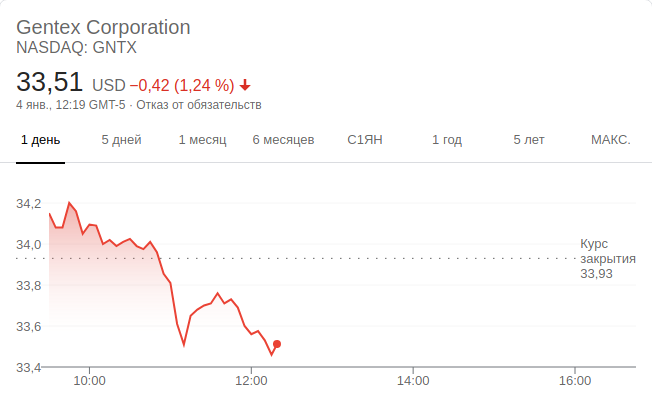 Gentex Corporation
NASDAQ: GNTX
33,51 USD −0,42 (1,24 %)
4 янв., 12:19 GMT-5 · Отказ от обязательств
1 день 5 дней 1 месяц 6 месяцев С1ЯН 1 год 5 лет МАКС.
34,2
34,0
33,8
33,6
33,4
Курс
закрытия
33,93
10:00 12:00 14:00 16:00